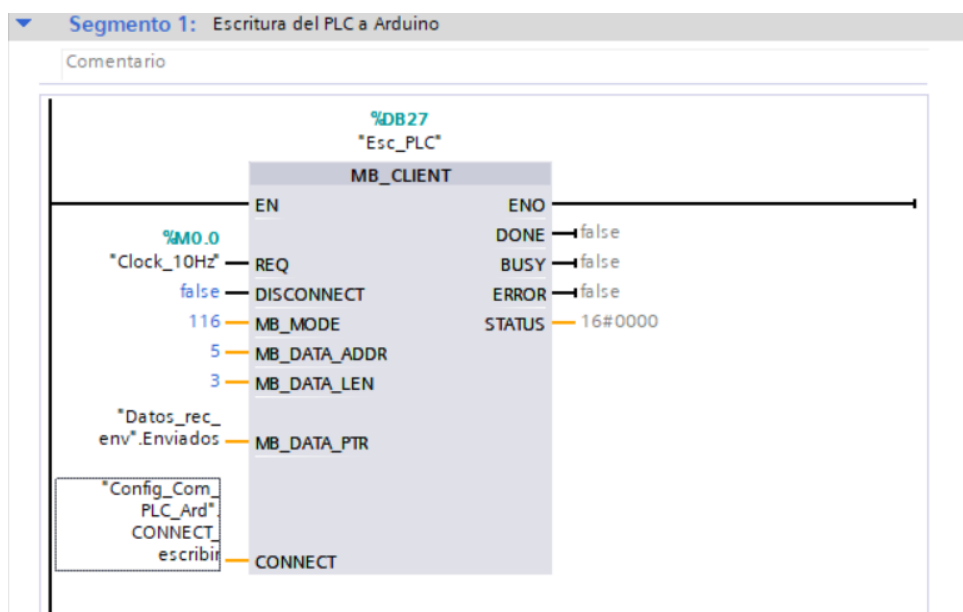 Segmento 1: Escritura del PLC a Arduino
Comentario
%DB27
"Esc_PLC"
MB_CLIENT
EN ENO
%M0.0 DONE false
"Clock_10Hz" REQ BUSY false
false DISCONNECT ERROR false
116 MB_MODE STATUS 16#0000
5 MB_DATA_ADDR
3 MB_DATA_LEN
"Datos_rec_
env".Enviados MB_DATA_PTR
"Config_Com_
PLC_Ard".
CONNECT_
escribir CONNECT